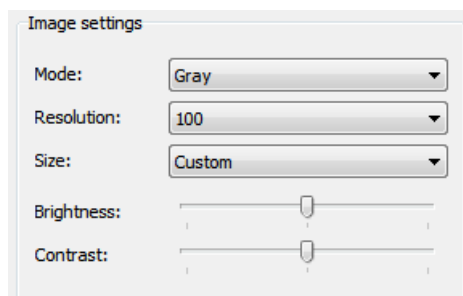 Image settings
Mode: Gray
Resolution: 100
Size: Custom
Brightness:
Contrast: